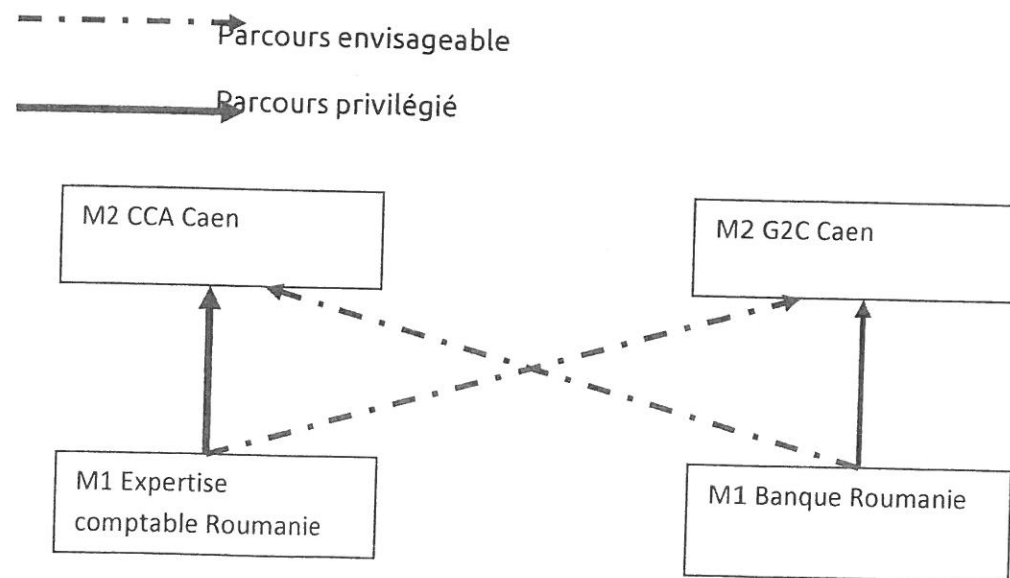 Parcours envisageable
Parcours privilégié
M2 CCA Caen
M2 G2C Caen
M1 Expertise
comptable Roumanie
M1 Banque Roumanie